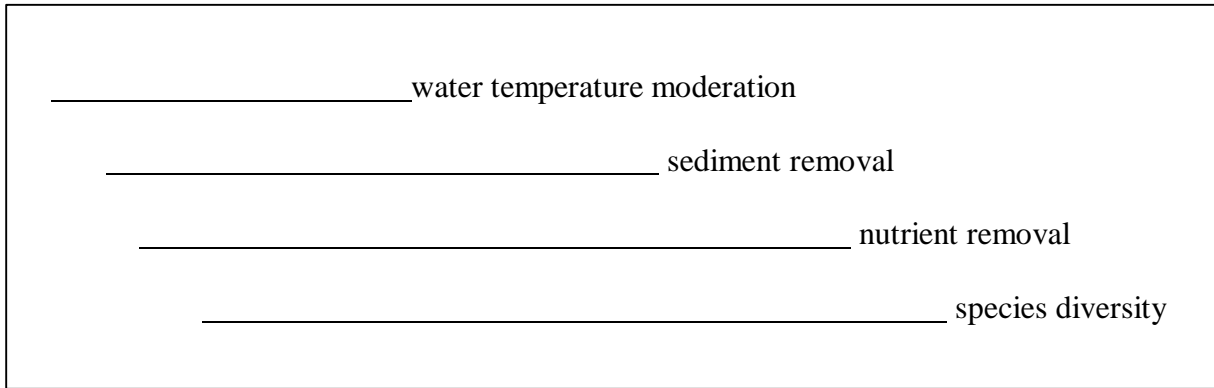 water temperature moderation
sediment removal
nutrient removal
species diversity